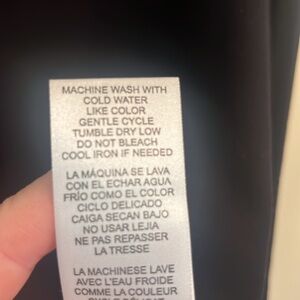 MACHINE WASH WITH
COLD WATER
LIKE COLOR
GENTLE CYCLE
TUMBLE DRY LOW
DO NOT BLEACH
COOL IRON IF NEEDED
LA MÁQUINA SE LAVA
CON EL ECHAR AGUA
FRÍO COMO EL COLOR
CICLO DELICADO
CAIGA SECAN BAJO
NO USAR LEJIA
NE PAS REPASSER
LA TRESSE
LA MACHINESE LAVE
AVEC L'EAU FROIDE
COMME LA COULEUR